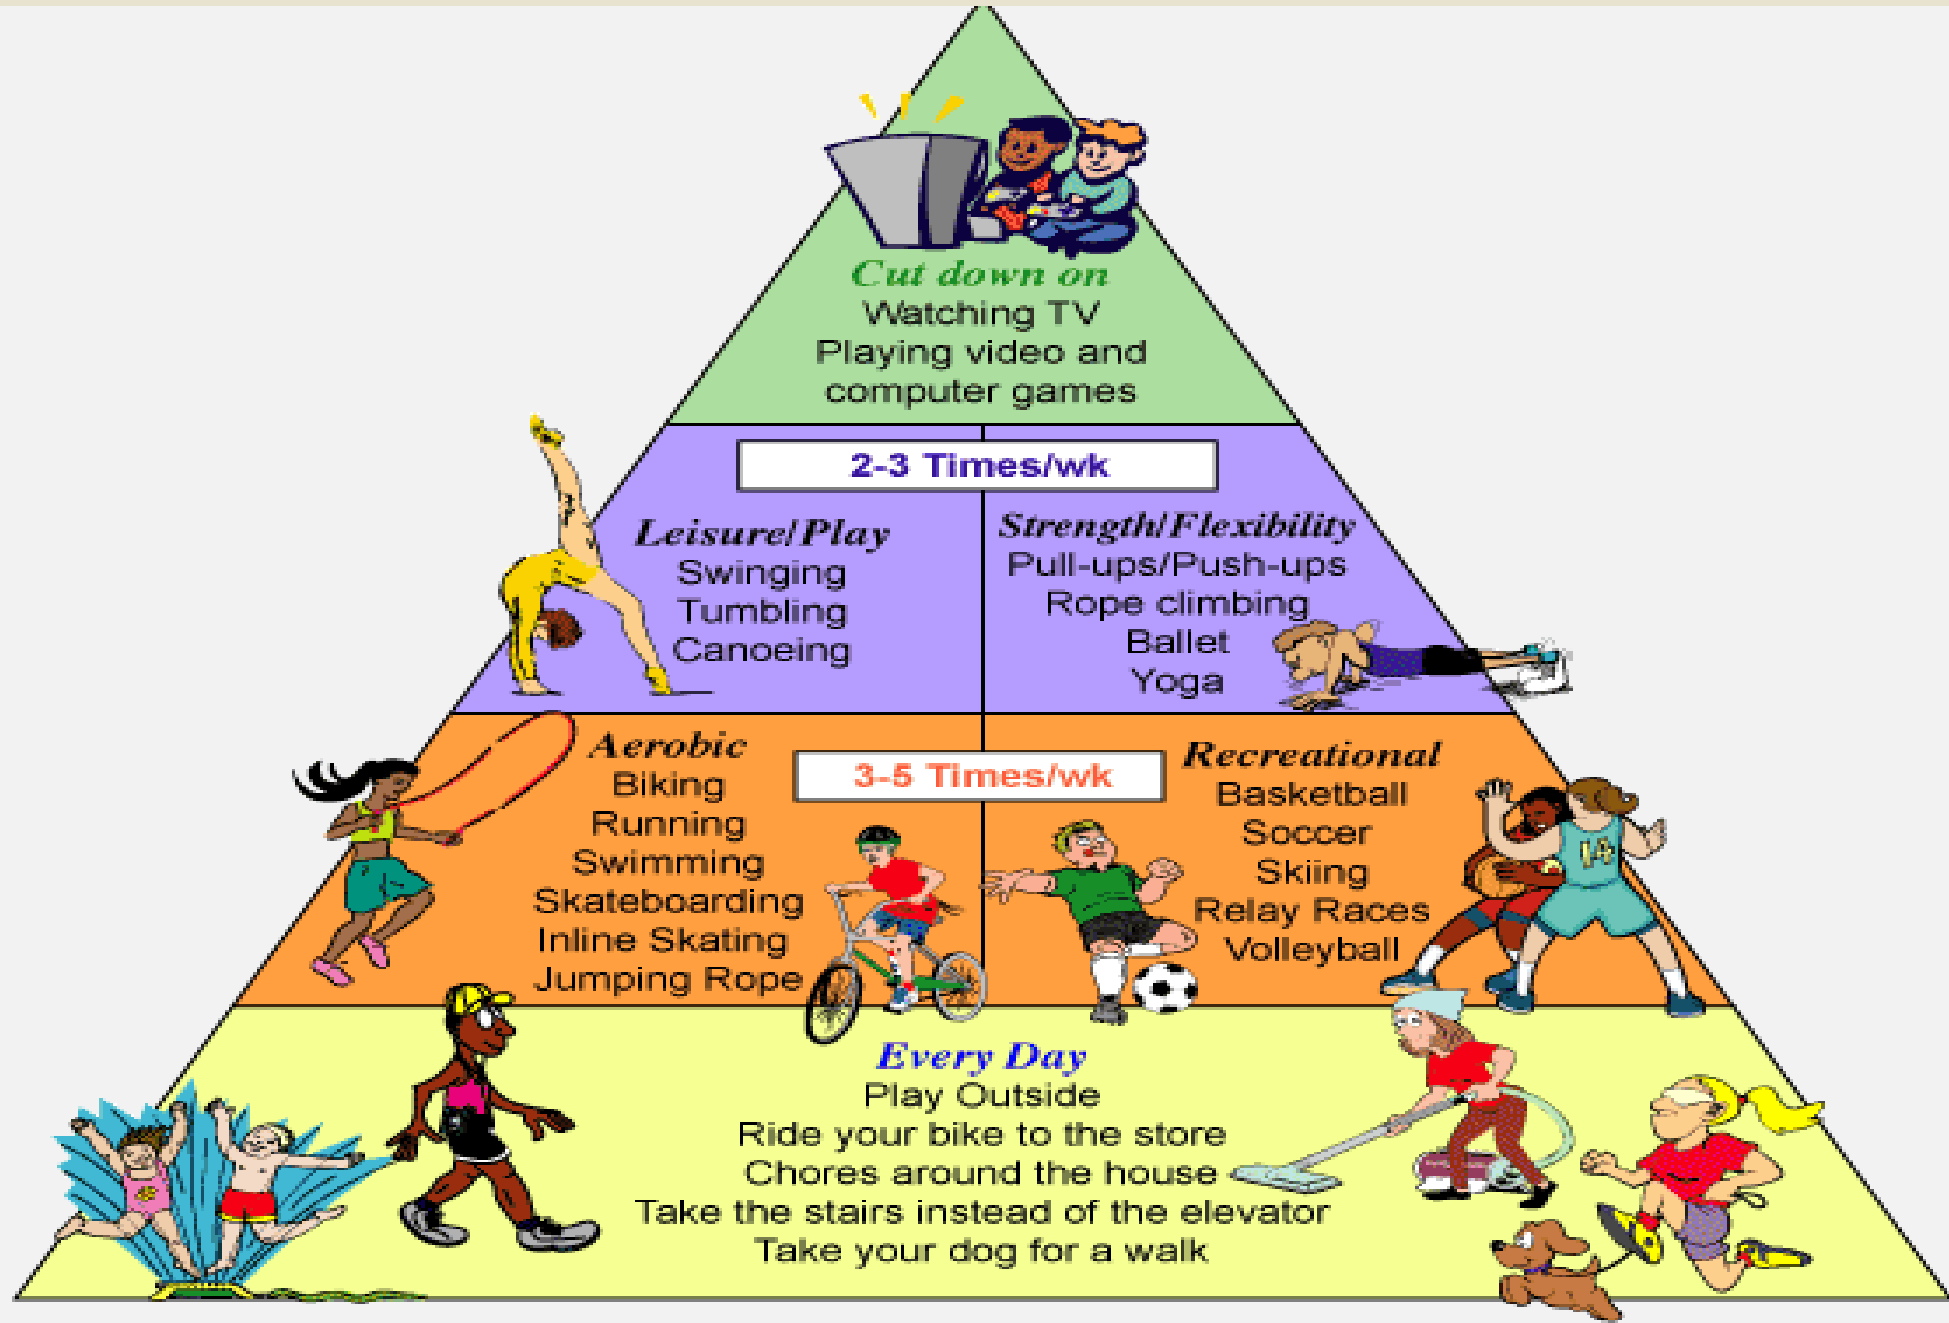 Cut down on
Watching TV
Playing video and
computer games
2-3 Times/wk
Leisure/Play
Swinging
Tumbling
Canoeing
Strength/Flexibility
Pull-ups/Push-ups
Rope climbing
Ballet
Yoga
3-5 Times/wk
Aerobic
Biking
Running
Swimming
Skateboarding
Inline Skating
Jumping Rope
Recreational
Basketball
Soccer
Skiing
Relay Races
Volleyball
14
Every Day
Play Outside
Ride your bike to the store
Chores around the house
Take the stairs instead of the elevator
Take your dog for a walk